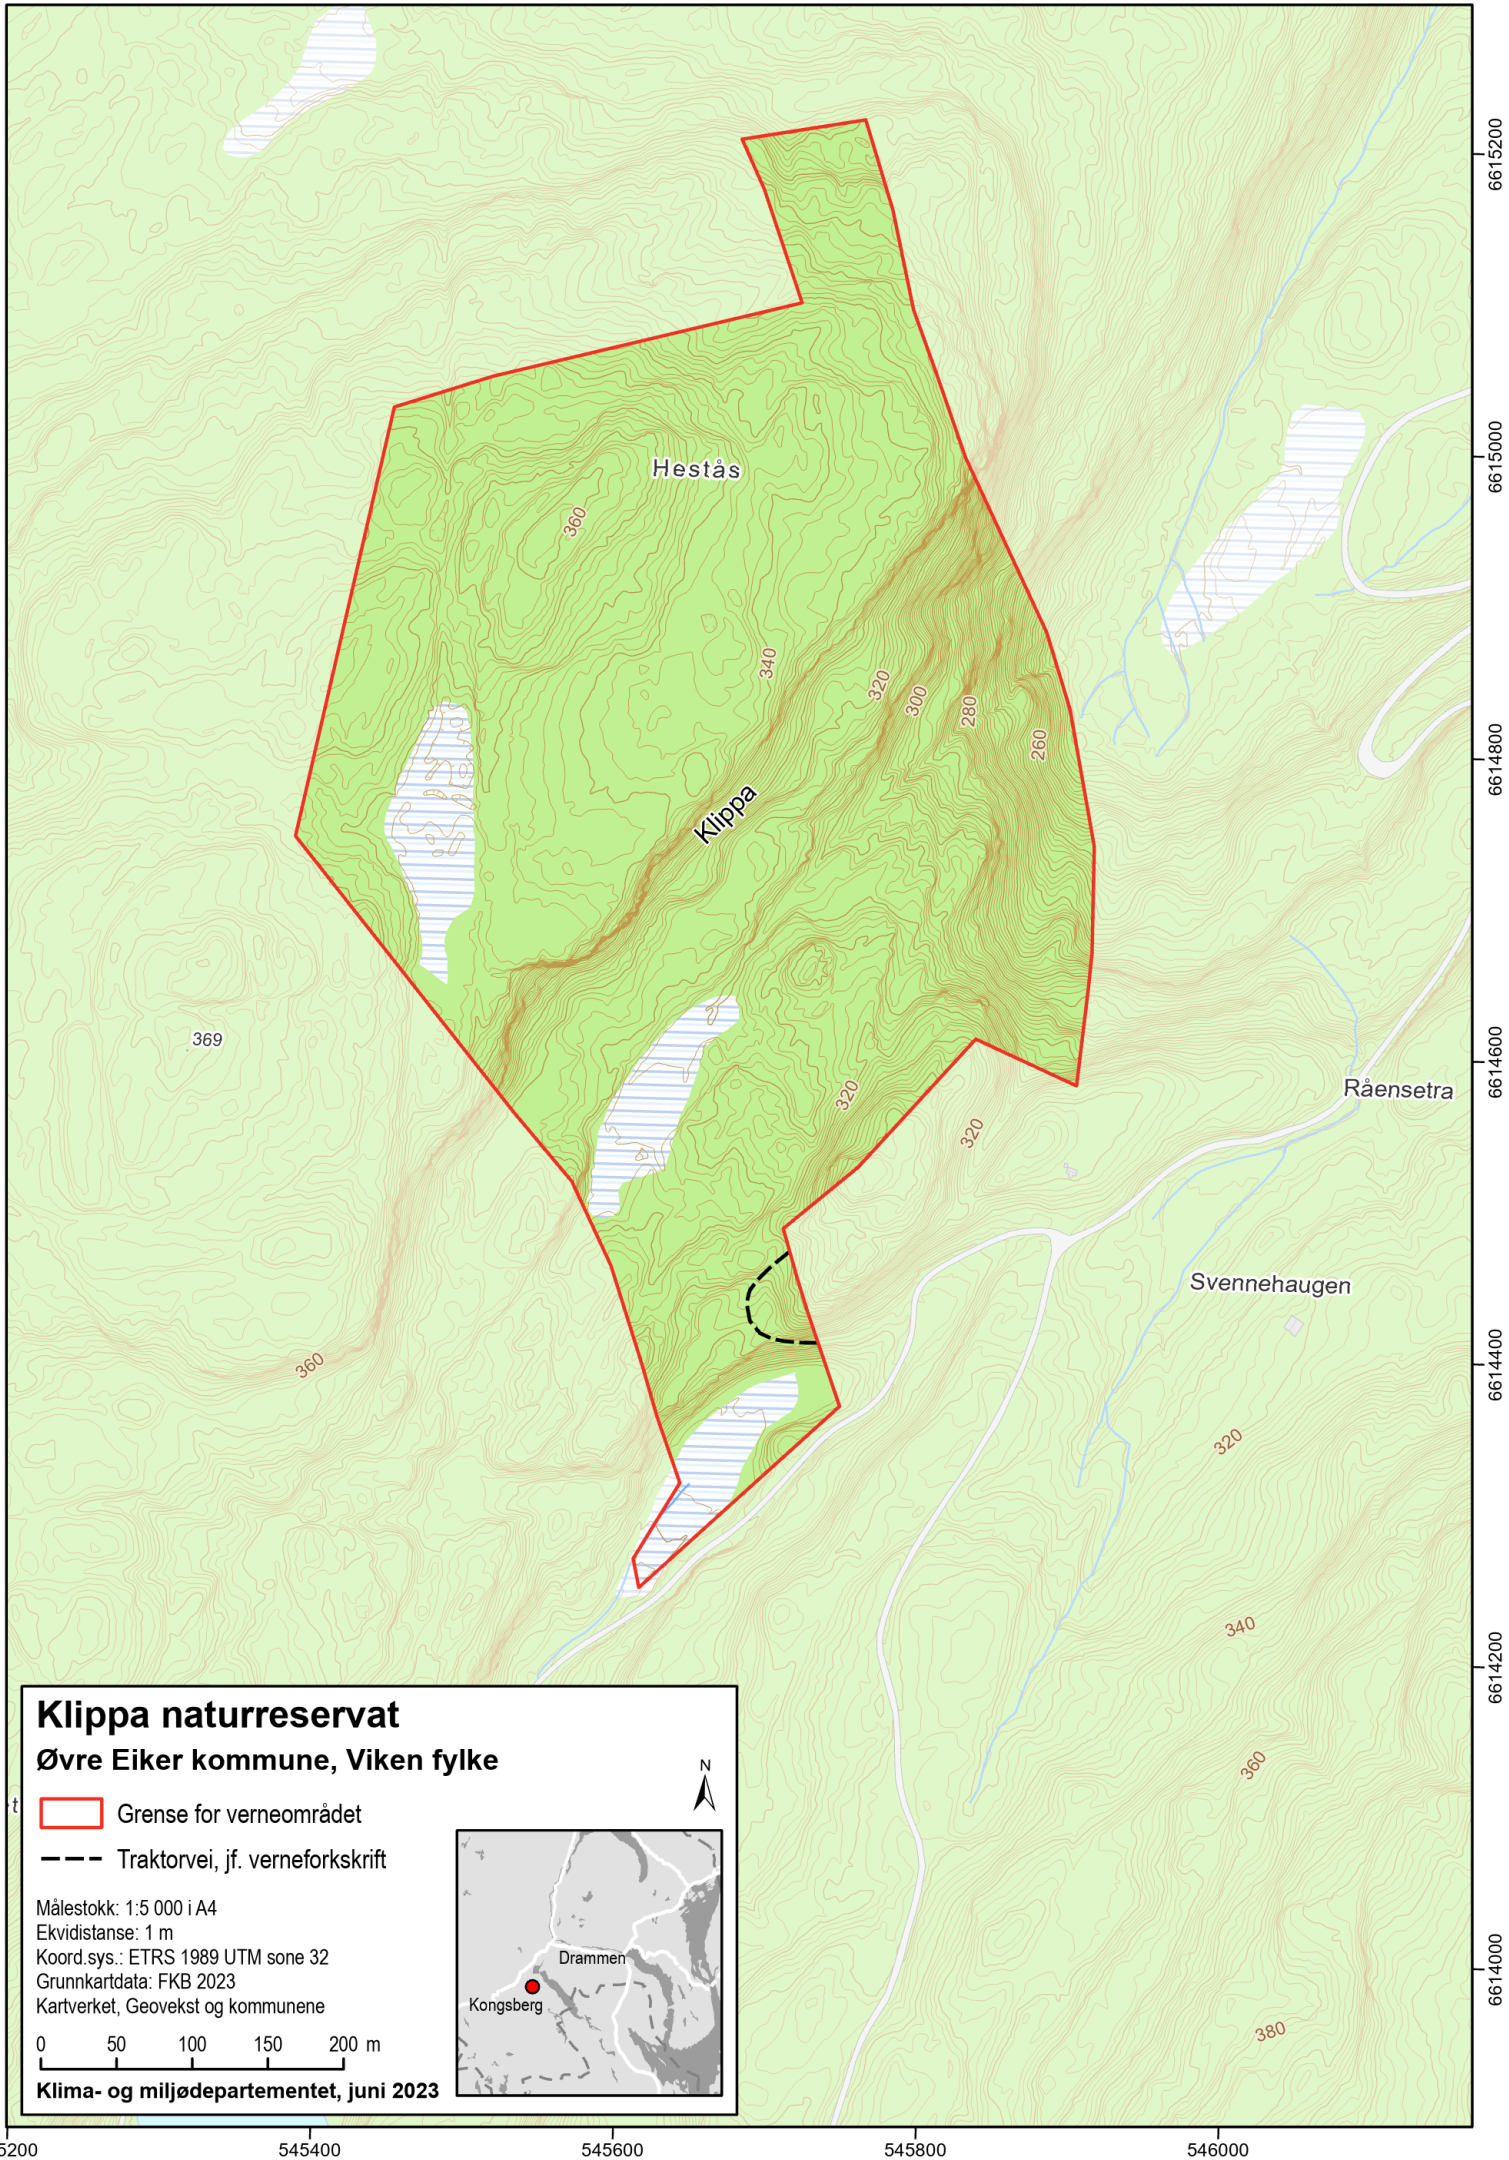 6615200
Hestås
6615000
360
340
320
300
280
260
6614800
Klippa
369
6614600
Råensetra
320
320
Svennehaugen
360
6614400
320
340
6614200
360
380
6614000
Klippa naturreservat
Øvre Eiker kommune, Viken fylke
N
Grense for verneområdet
Traktorvei, jf. verneforkskrift
Målestokk: 1:5 000 i A4
Ekvidistanse: 1 m
Koord.sys.: ETRS 1989 UTM sone 32
Grunnkartdata: FKB 2023
Kartverket, Geovekst og kommunene
0 50 100 150 200 m
Klima- og miljødepartementet, juni 2023
Drammen
Kongsberg
5200 545400 545600 545800 546000